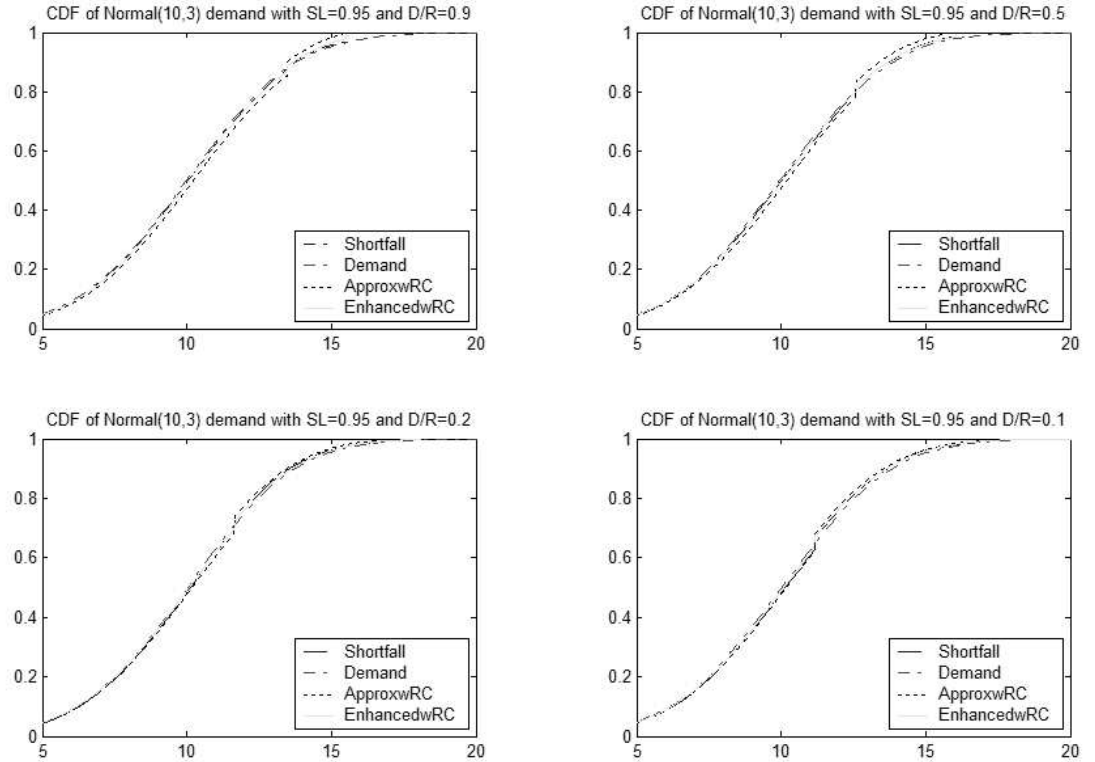 CDF of Normal(10,3) demand with SL=0.95 and D/R=0.9
1
0.8
0.6
0.4
0.2
0
5
10
15
20
Shortfall
Demand
ApproxwRC
EnhancedwRC
CDF of Normal(10,3) demand with SL=0.95 and D/R=0.5
1
0.8
0.6
0.4
0.2
0
5
10
15
20
Shortfall
Demand
ApproxwRC
EnhancedwRC
CDF of Normal(10,3) demand with SL=0.95 and D/R=0.2
1
0.8
0.6
0.4
0.2
0
5
10
15
20
Shortfall
Demand
ApproxwRC
EnhancedwRC
CDF of Normal(10,3) demand with SL=0.95 and D/R=0.1
1
0.8
0.6
0.4
0.2
0
5
10
15
20
Shortfall
Demand
ApproxwRC
EnhancedwRC